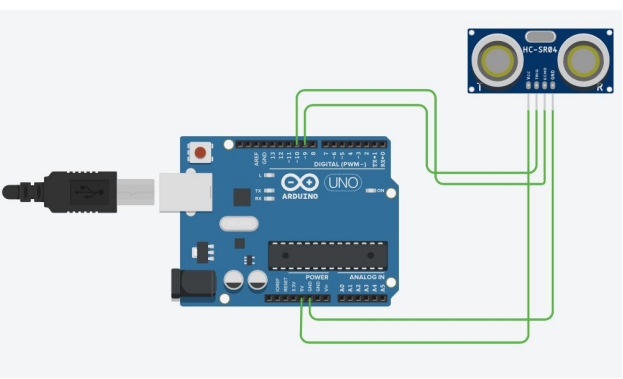 HC-SR04
VCC
TRIG
ECHO
GND
T
R
AREF
GND
13
12
~11
~10
~9
8
7
~6
~5
4
~3
2
TX→1
RX←0
DIGITAL (PWM~)
L
TX
RX
UNO
ARDUINO
ON
POWER
ANALOG IN
IOREF
RESET
3.3V
5V
GND
GND
Vin
A0
A1
A2
A3
A4
A5